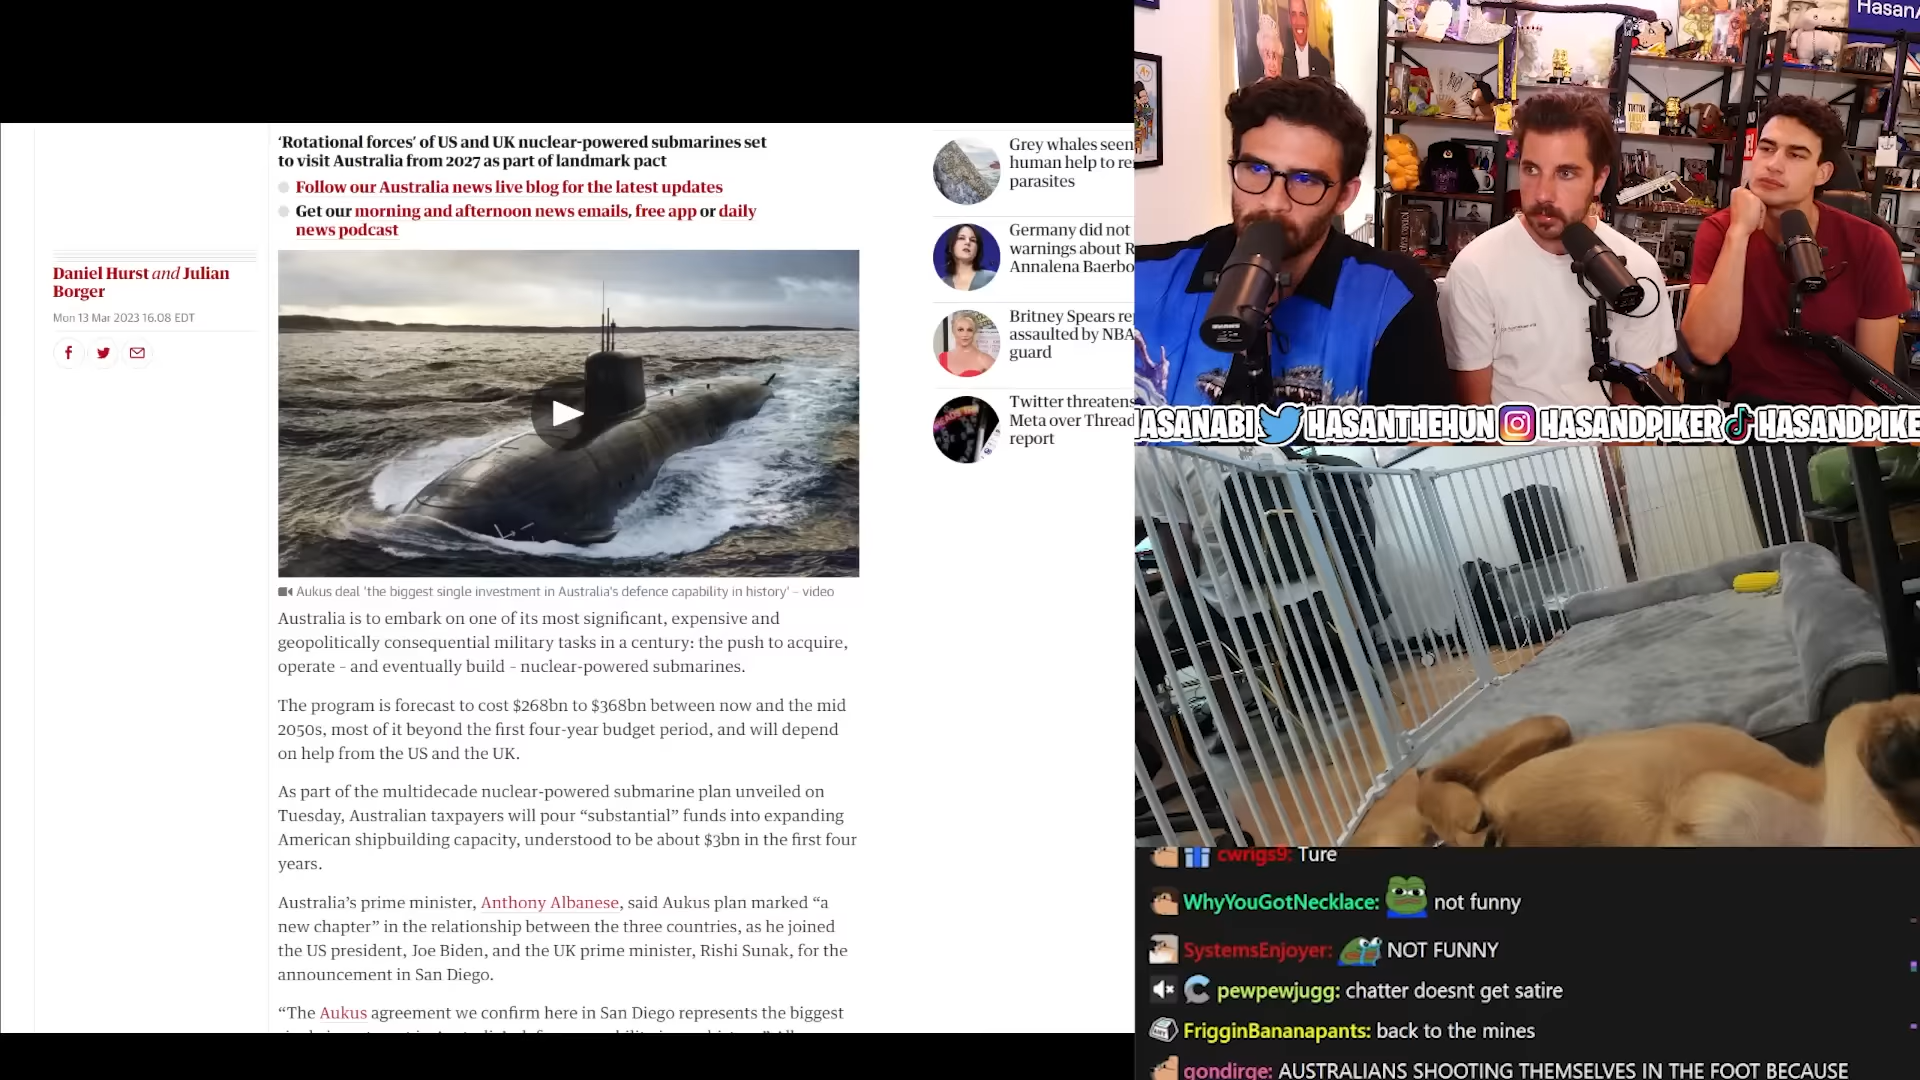 'Rotational forces' of US and UK nuclear-powered submarines set
to visit Australia from 2027 as part of landmark pact
Follow our Australia news live blog for the latest updates
Get our morning and afternoon news emails, free app or daily
news podcast
Daniel Hurst and Julian
Borger
Mon 13 Mar 2023 16.08 EDT
Aukus deal 'the biggest single investment in Australia's defence capability in history' – video
Australia is to embark on one of its most significant, expensive and
geopolitically consequential military tasks in a century: the push to acquire,
operate – and eventually build – nuclear-powered submarines.
The program is forecast to cost $268bn to $368bn between now and the mid
2050s, most of it beyond the first four-year budget period, and will depend
on help from the US and the UK.
As part of the multidecade nuclear-powered submarine plan unveiled on
Tuesday, Australian taxpayers will pour "substantial" funds into expanding
American shipbuilding capacity, understood to be about $3bn in the first four
years.
Australia's prime minister, Anthony Albanese, said Aukus plan marked "a
new chapter" in the relationship between the three countries, as he joined
the US president, Joe Biden, and the UK prime minister, Rishi Sunak, for the
announcement in San Diego.
"The Aukus agreement we confirm here in San Diego represents the biggest
Grey whales seen
human help to re
parasites
Germany did not
warnings about R
Annalena Baerbo
Britney Spears re
assaulted by NBA
guard
Twitter threatens
Meta over Thread
report
HasanA
ASANABI HASANTHEHUN HASANDPIKER HASANDPIKE
cwrigs9: Ture
WhyYouGotNecklace: not funny
SystemsEnjoyer: NOT FUNNY
pewpewjugg: chatter doesnt get satire
FrigginBananapants: back to the mines
gondirge: AUSTRALIANS SHOOTING THEMSELVES IN THE FOOT BECAUSE